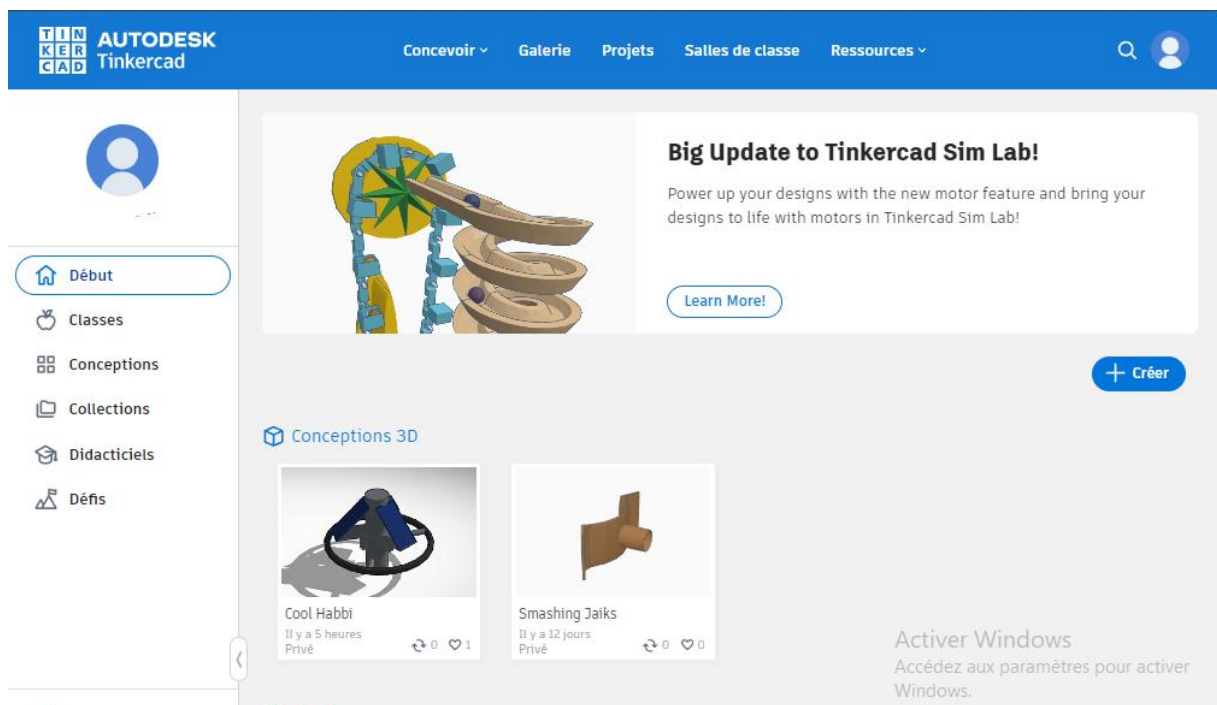 TIN
KER
CAD
AUTODESK
Tinkercad
Concevoir Galerie Projets Salles de classe Ressources
Big Update to Tinkercad Sim Lab!
Power up your designs with the new motor feature and bring your
designs to life with motors in Tinkercad Sim Lab!
Learn More!
Début
Classes
Conceptions
Collections
Didacticiels
Défis
+ Créer
Conceptions 3D
Cool Habbi
Il y a 5 heures
Privé
0 1
Smashing Jaiks
Il y a 12 jours
Privé
0 0
Activer Windows
Accédez aux paramètres pour activer
Windows.